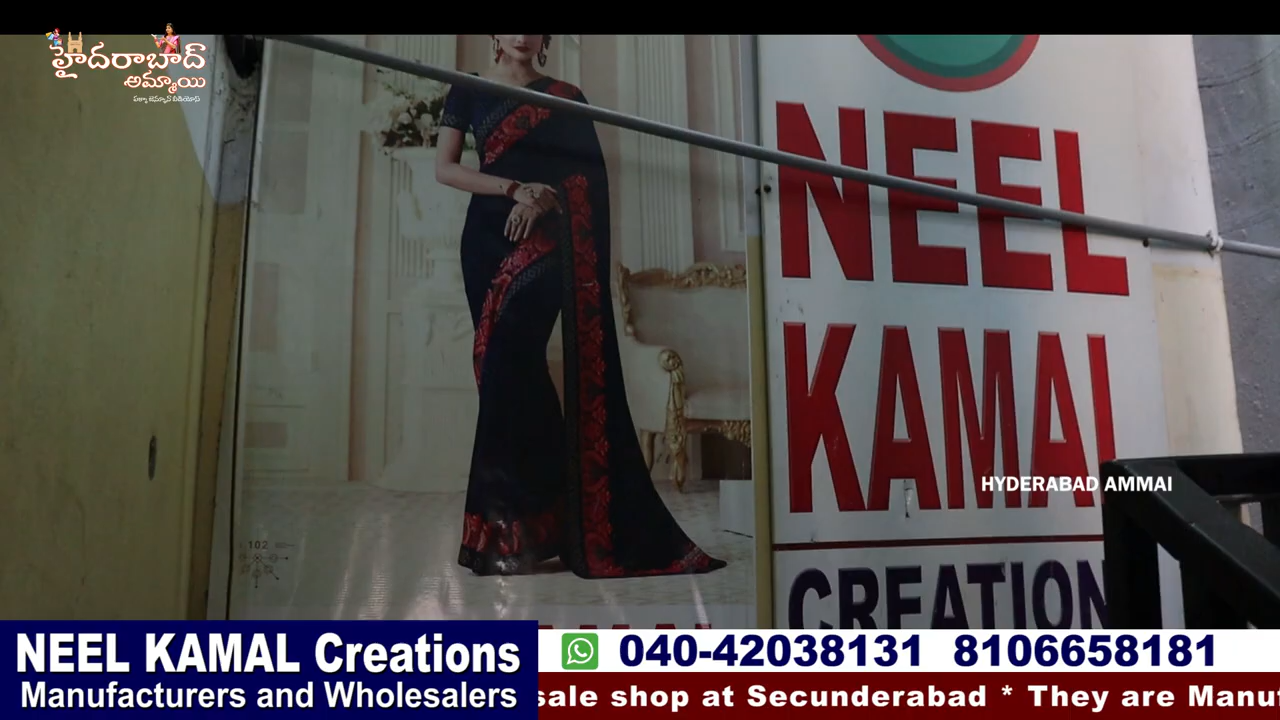 హైదరాబాద్
అమ్మాయి
NEEL
KAMAL
HYDERABAD AMMAI
CREATION
102
NEEL KAMAL Creations
Manufacturers and Wholesalers
040-42038131 8106658181
sale shop at Secunderabad * They are Manuf